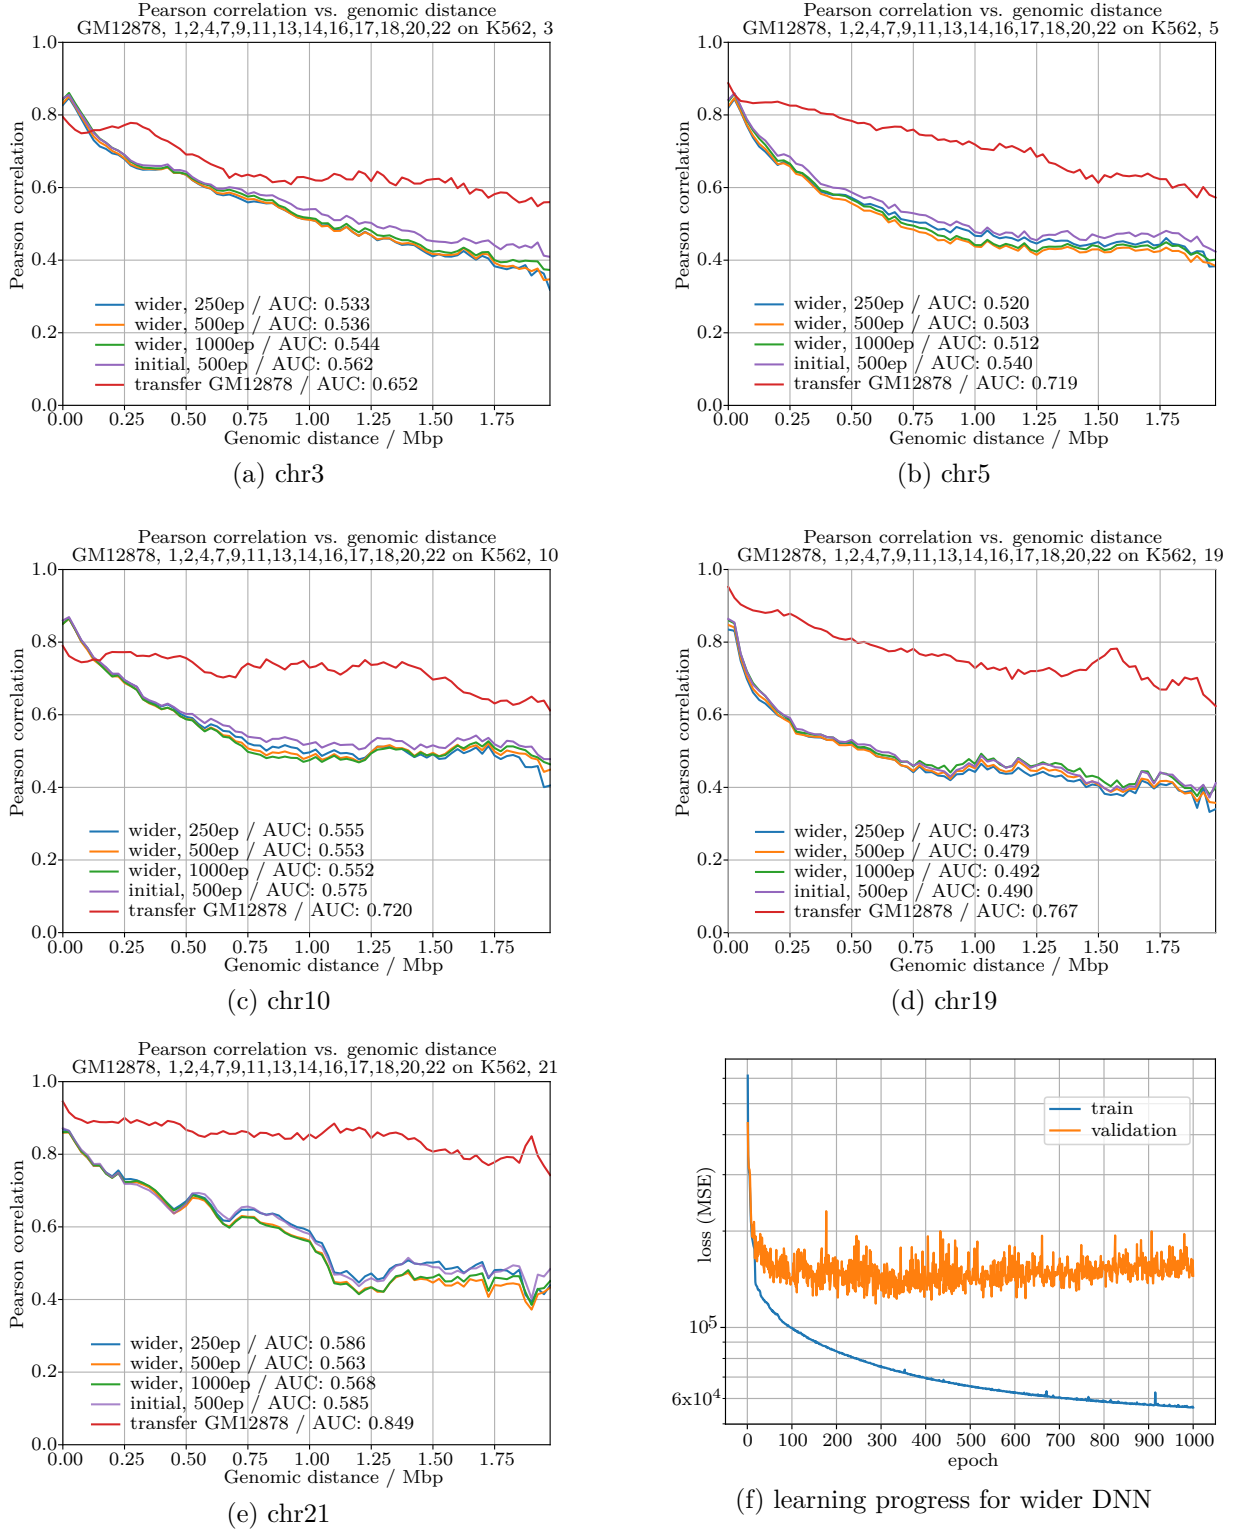 Pearson correlation vs. genomic distance
GM12878, 1,2,4,7,9,11,13,14,16,17,18,20,22 on K562, 3
1.0
0.8
0.6
0.4
0.2
0.0
Pearson correlation
wider, 250ep / AUC: 0.533
wider, 500ep / AUC: 0.536
wider, 1000ep / AUC: 0.544
initial, 500ep / AUC: 0.562
transfer GM12878 / AUC: 0.652
0.00 0.25 0.50 0.75 1.00 1.25 1.50 1.75
Genomic distance / Mbp
(a) chr3
Pearson correlation vs. genomic distance
GM12878, 1,2,4,7,9,11,13,14,16,17,18,20,22 on K562, 5
1.0
0.8
0.6
0.4
0.2
0.0
Pearson correlation
wider, 250ep / AUC: 0.520
wider, 500ep / AUC: 0.503
wider, 1000ep / AUC: 0.512
initial, 500ep / AUC: 0.540
transfer GM12878 / AUC: 0.719
0.00 0.25 0.50 0.75 1.00 1.25 1.50 1.75
Genomic distance / Mbp
(b) chr5
Pearson correlation vs. genomic distance
GM12878, 1,2,4,7,9,11,13,14,16,17,18,20,22 on K562, 10
1.0
0.8
0.6
0.4
0.2
0.0
Pearson correlation
wider, 250ep / AUC: 0.555
wider, 500ep / AUC: 0.553
wider, 1000ep / AUC: 0.552
initial, 500ep / AUC: 0.575
transfer GM12878 / AUC: 0.720
0.00 0.25 0.50 0.75 1.00 1.25 1.50 1.75
Genomic distance / Mbp
(c) chr10
Pearson correlation vs. genomic distance
GM12878, 1,2,4,7,9,11,13,14,16,17,18,20,22 on K562, 19
1.0
0.8
0.6
0.4
0.2
0.0
Pearson correlation
wider, 250ep / AUC: 0.473
wider, 500ep / AUC: 0.479
wider, 1000ep / AUC: 0.492
initial, 500ep / AUC: 0.490
transfer GM12878 / AUC: 0.767
0.00 0.25 0.50 0.75 1.00 1.25 1.50 1.75
Genomic distance / Mbp
(d) chr19
Pearson correlation vs. genomic distance
GM12878, 1,2,4,7,9,11,13,14,16,17,18,20,22 on K562, 21
1.0
0.8
0.6
0.4
0.2
0.0
Pearson correlation
wider, 250ep / AUC: 0.586
wider, 500ep / AUC: 0.563
wider, 1000ep / AUC: 0.568
initial, 500ep / AUC: 0.585
transfer GM12878 / AUC: 0.849
0.00 0.25 0.50 0.75 1.00 1.25 1.50 1.75
Genomic distance / Mbp
(e) chr21
train
validation
loss (MSE)
10⁵
6x10⁴
0 100 200 300 400 500 600 700 800 900 1000
epoch
(f) learning progress for wider DNN